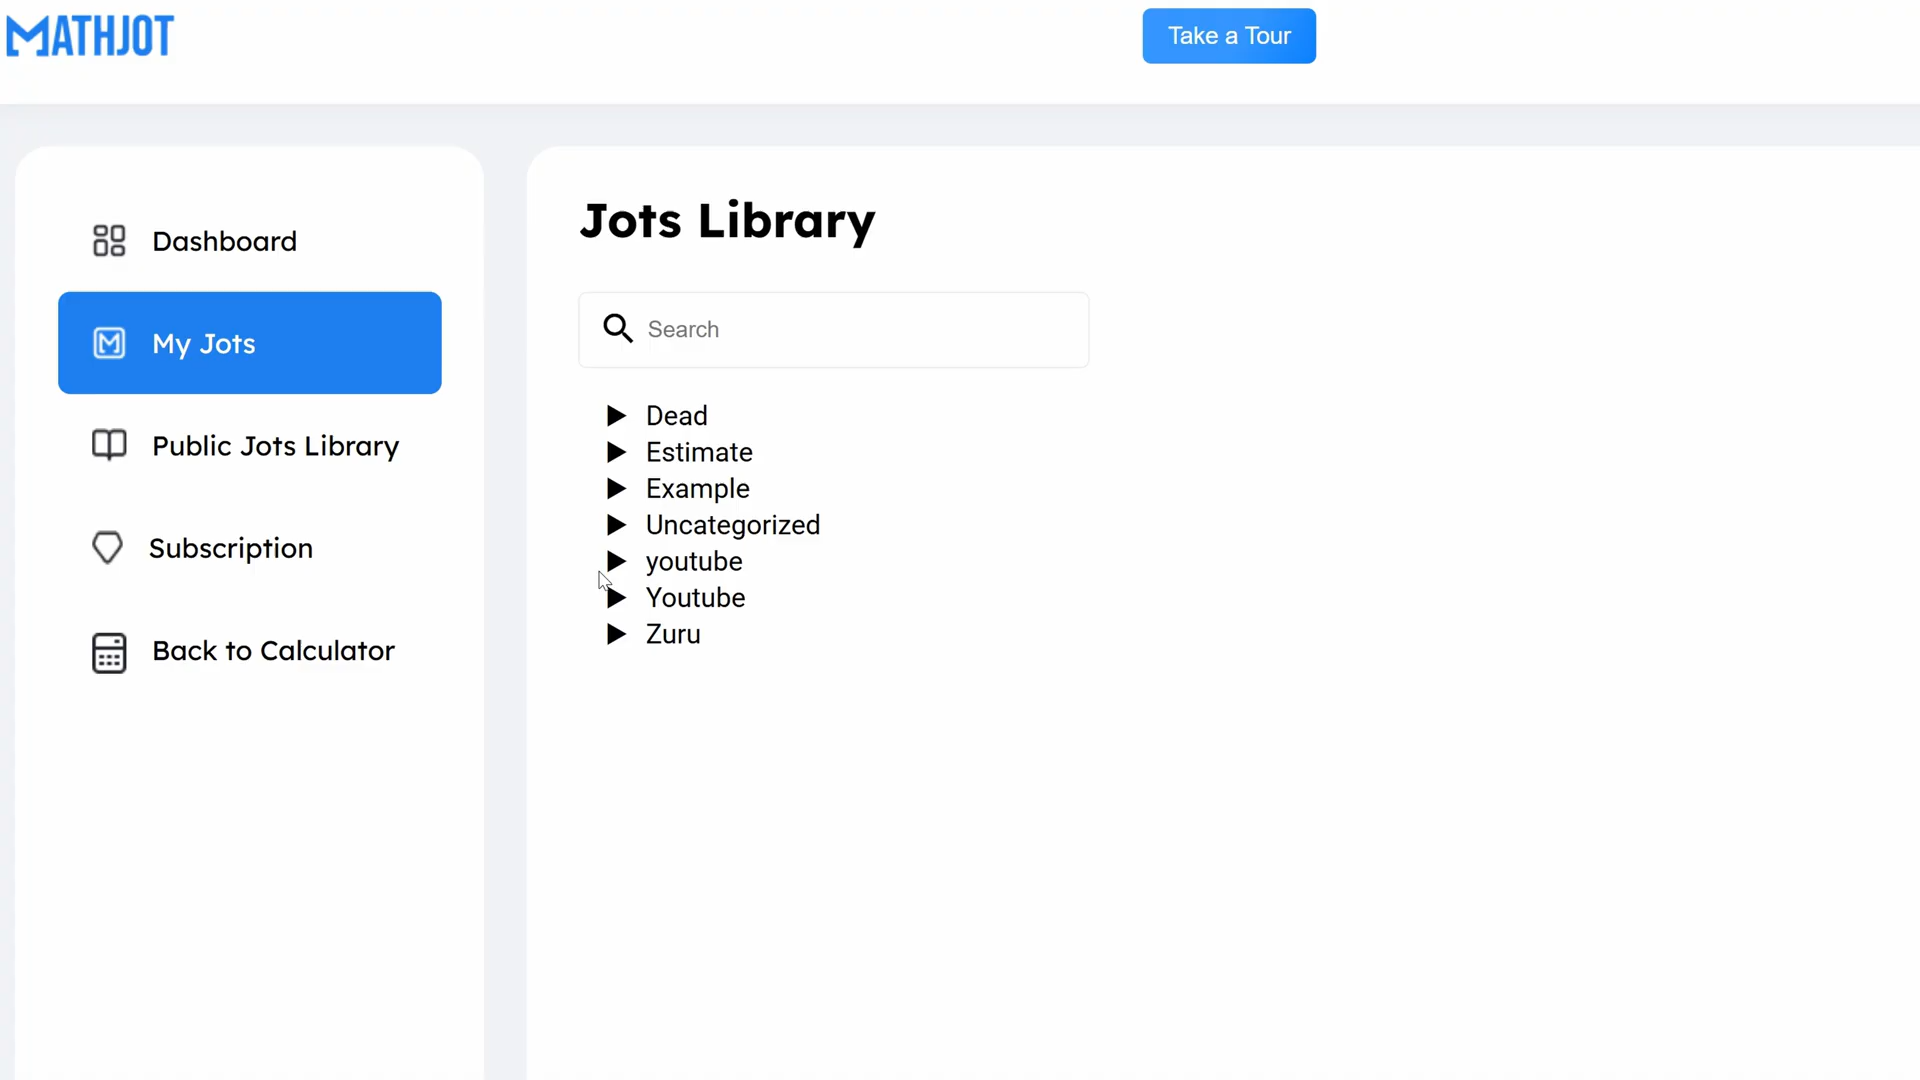 MATHJOT
Take a Tour
Dashboard
My Jots
Public Jots Library
Subscription
Back to Calculator
Jots Library
Search
Dead
Estimate
Example
Uncategorized
youtube
Youtube
Zuru